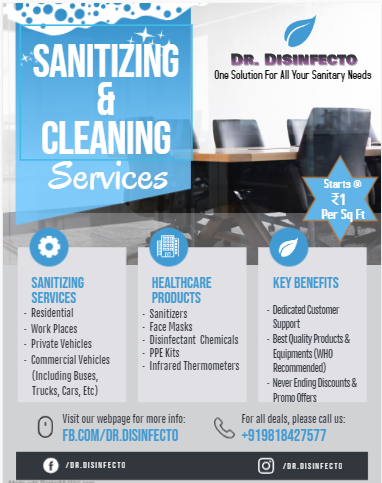 SANITIZING
&
CLEANING
Services
DR. DISINFECTO
One Solution For All Your Sanitary Needs
Starts @
₹1
Per Sq Ft
SANITIZING
SERVICES
- Residential
- Work Places
- Private Vehicles
- Commercial Vehicles
(Including Buses,
Trucks, Cars, Etc)
HEALTHCARE
PRODUCTS
- Sanitizers
- Face Masks
- Disinfectant Chemicals
- PPE Kits
- Infrared Thermometers
KEY BENEFITS
- Dedicated Customer
Support
- Best Quality Products &
Equipments (WHO
Recommended)
- Never Ending Discounts &
Promo Offers
Visit our webpage for more info:
FB.COM/DR.DISINFECTO
For all deals, please call us:
+919818427577
/DR.DISINFECTO
/DR.DISINFECTO